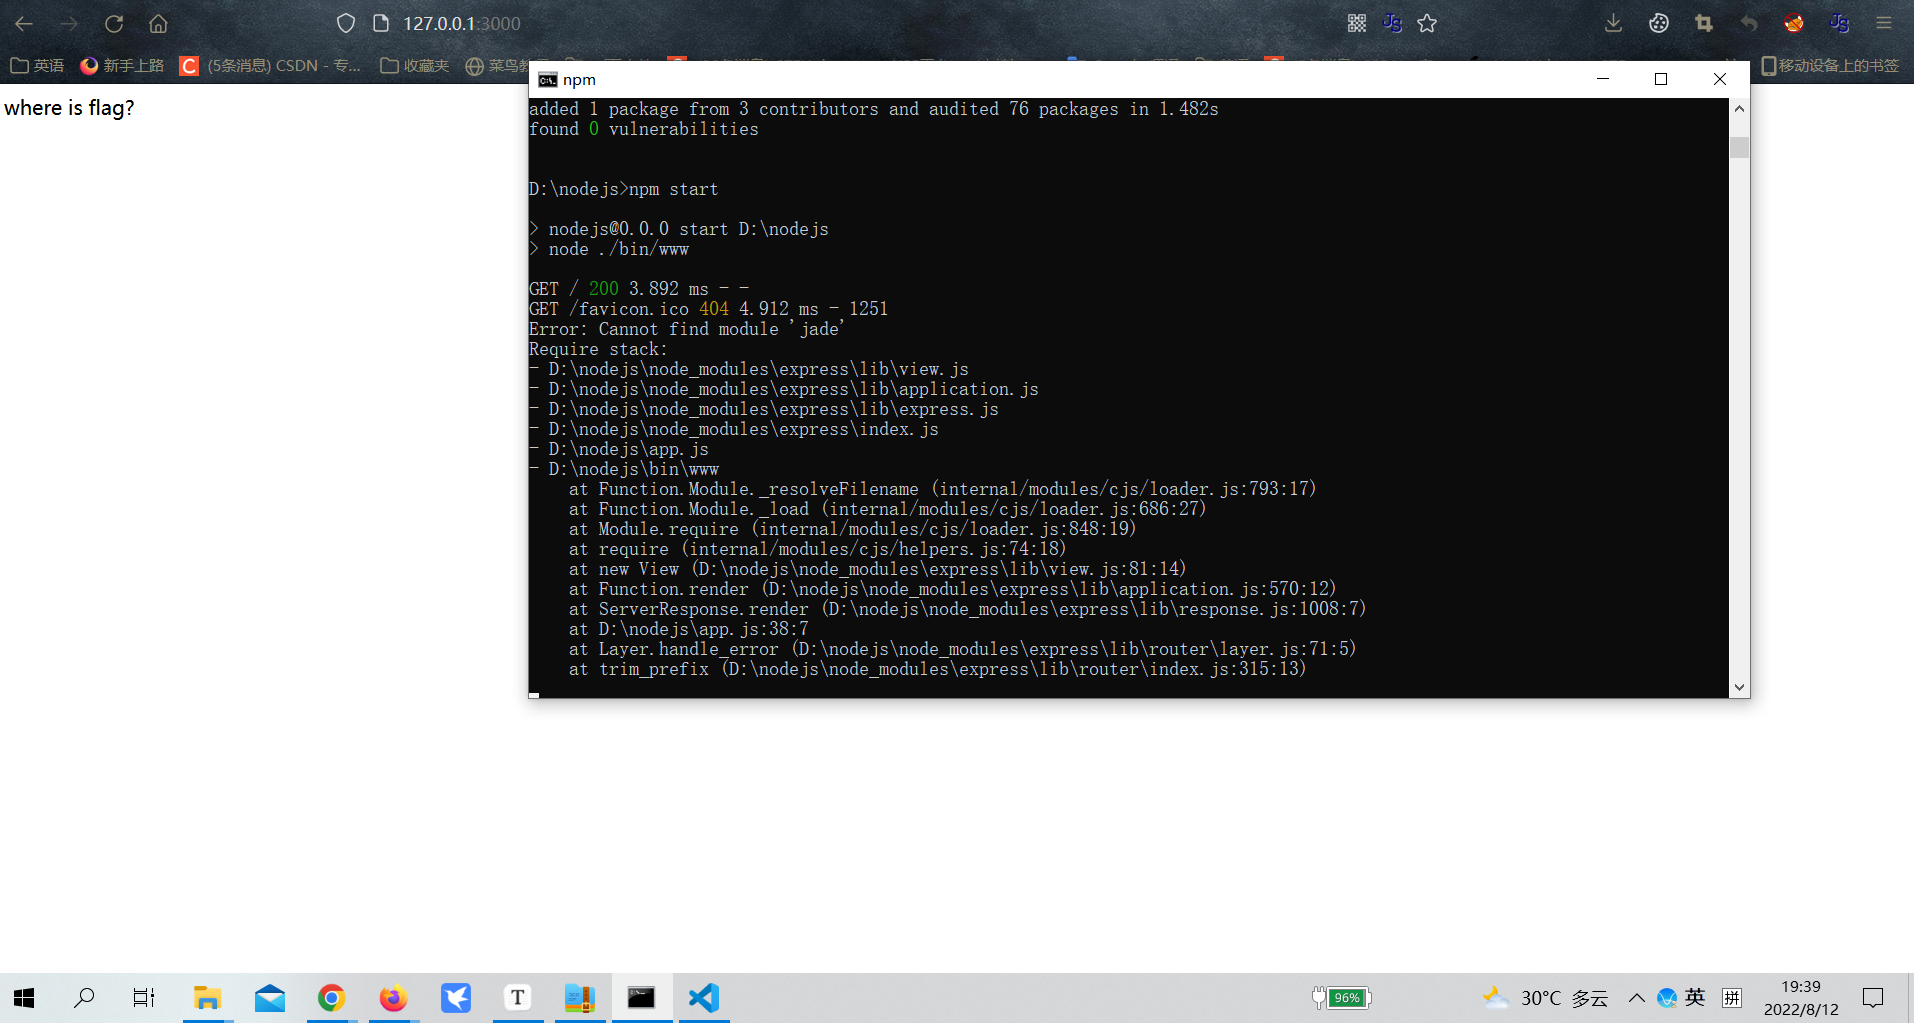 127.0.0.1:3000
英语 新手上路 (5条消息) CSDN - 专... 收藏夹 移动设备上的书签
where is flag?
npm
added 1 package from 3 contributors and audited 76 packages in 1.482s
found 0 vulnerabilities
D:\nodejs>npm start
> nodejs@0.0.0 start D:\nodejs
> node ./bin/www
GET / 200 3.892 ms - -
GET /favicon.ico 404 4.912 ms - 1251
Error: Cannot find module 'jade'
Require stack:
- D:\nodejs\node_modules\express\lib\view.js
- D:\nodejs\node_modules\express\lib\application.js
- D:\nodejs\node_modules\express\lib\express.js
- D:\nodejs\node_modules\express\index.js
- D:\nodejs\app.js
- D:\nodejs\bin\www
at Function.Module._resolveFilename (internal/modules/cjs/loader.js:793:17)
at Function.Module._load (internal/modules/cjs/loader.js:686:27)
at Module.require (internal/modules/cjs/loader.js:848:19)
at require (internal/modules/cjs/helpers.js:74:18)
at new View (D:\nodejs\node_modules\express\lib\view.js:81:14)
at Function.render (D:\nodejs\node_modules\express\lib\application.js:570:12)
at ServerResponse.render (D:\nodejs\node_modules\express\lib\response.js:1008:7)
at D:\nodejs\app.js:38:7
at Layer.handle_error (D:\nodejs\node_modules\express\lib\router\layer.js:71:5)
at trim_prefix (D:\nodejs\node_modules\express\lib\router\index.js:315:13)
96%
30°C 多云
英
拼
19:39
2022/8/12